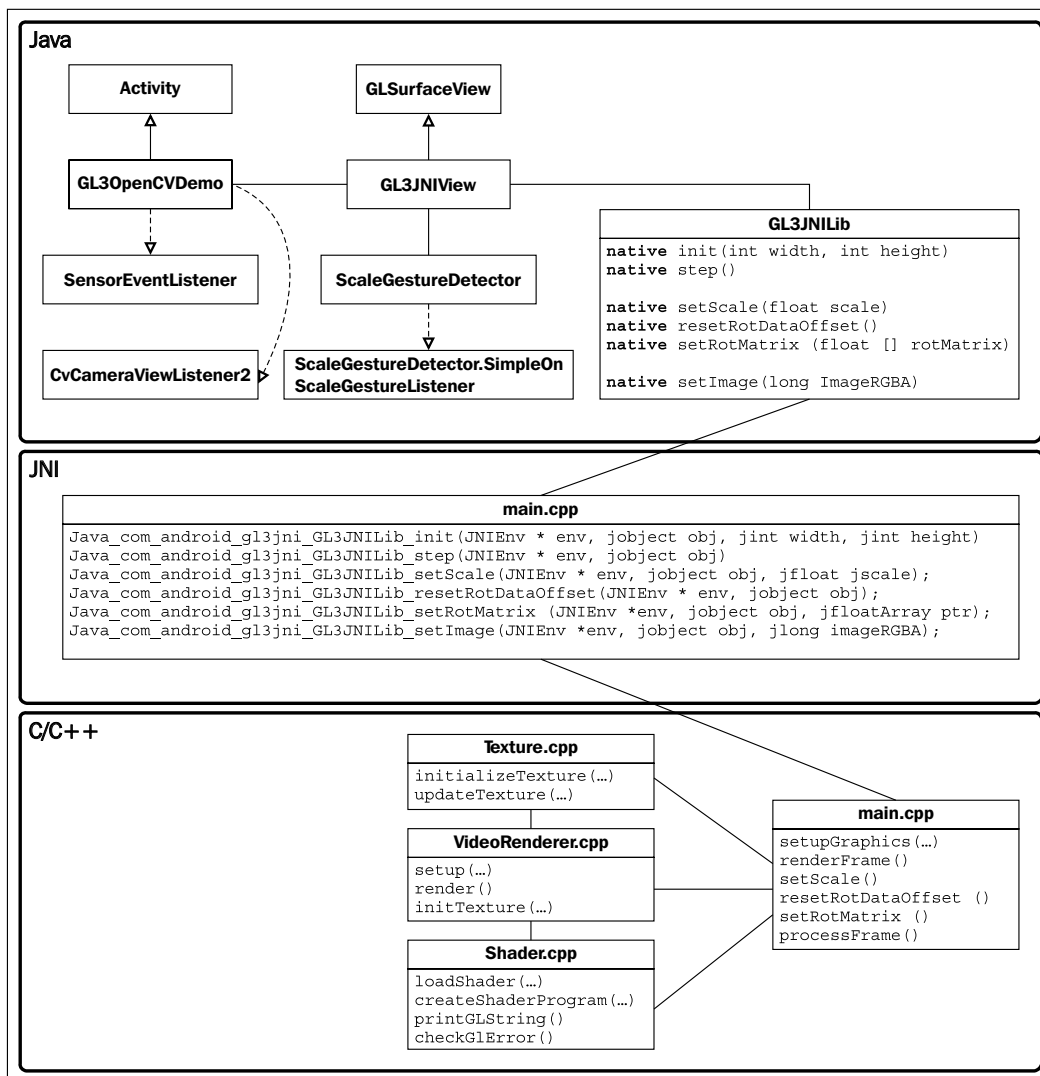 Java
Activity
GLSurfaceView
GL3OpenCVDemo
GL3JNIView
GL3JNILib
native init(int width, int height)
native step()
native setScale(float scale)
native resetRotDataOffset()
native setRotMatrix (float [] rotMatrix)
native setImage(long ImageRGBA)
SensorEventListener
ScaleGestureDetector
CvCameraViewListener2
ScaleGestureDetector.SimpleOn
ScaleGestureListener
JNI
main.cpp
Java_com_android_gl3jni_GL3JNILib_init(JNIEnv * env, jobject obj, jint width, jint height)
Java_com_android_gl3jni_GL3JNILib_step(JNIEnv * env, jobject obj)
Java_com_android_gl3jni_GL3JNILib_setScale(JNIEnv * env, jobject obj, jfloat jscale);
Java_com_android_gl3jni_GL3JNILib_resetRotDataOffset(JNIEnv * env, jobject obj);
Java_com_android_gl3jni_GL3JNILib_setRotMatrix (JNIEnv *env, jobject obj, jfloatArray ptr);
Java_com_android_gl3jni_GL3JNILib_setImage(JNIEnv *env, jobject obj, jlong imageRGBA);
C/C++
Texture.cpp
initializeTexture(…)
updateTexture(…)
VideoRenderer.cpp
setup(…)
render()
initTexture(…)
Shader.cpp
loadShader(…)
createShaderProgram(…)
printGLString()
checkGlError()
main.cpp
setupGraphics(…)
renderFrame()
setScale()
resetRotDataOffset ()
setRotMatrix ()
processFrame()